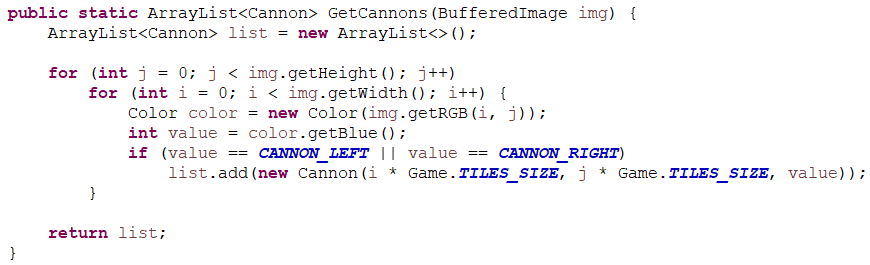 public static ArrayList<Cannon> GetCannons(BufferedImage img) {
    ArrayList<Cannon> list = new ArrayList<>();

    for (int j = 0; j < img.getHeight(); j++)
        for (int i = 0; i < img.getWidth(); i++) {
            Color color = new Color(img.getRGB(i, j));
            int value = color.getBlue();
            if (value == CANNON_LEFT || value == CANNON_RIGHT)
                list.add(new Cannon(i * Game.TILES_SIZE, j * Game.TILES_SIZE, value));
        }

    return list;
}